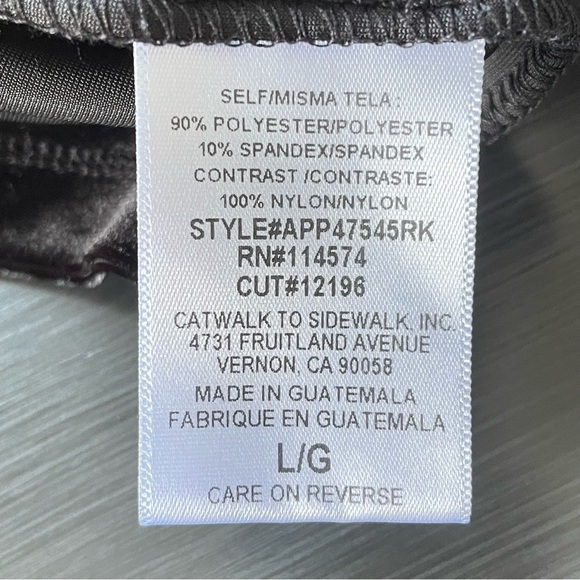 SELF/MISMA TELA:
90% POLYESTER/POLYESTER
10% SPANDEX/SPANDEX
CONTRAST /CONTRASTE:
100% NYLON/NYLON
STYLE#APP47545RK
RN#114574
CUT#12196
CATWALK TO SIDEWALK, INC.
4731 FRUITLAND AVENUE
VERNON, CA 90058
MADE IN GUATEMALA
FABRIQUE EN GUATEMALA
L/G
CARE ON REVERSE